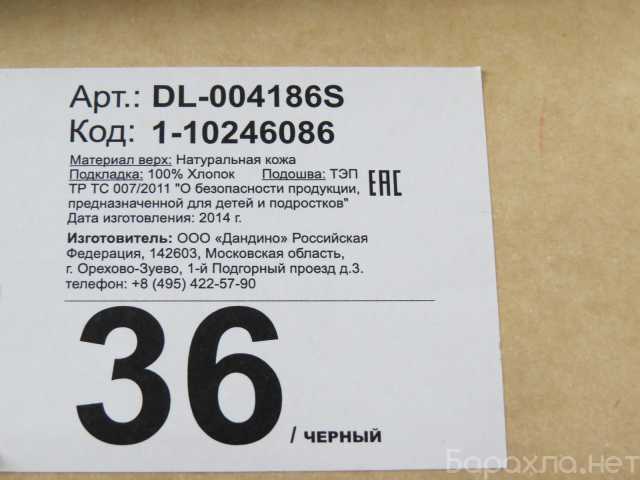 Арт.: DL-004186S
Код: 1-10246086
Материал верх: Натуральная кожа
Подкладка: 100% Хлопок Подошва: ТЭП
ТР ТС 007/2011 "О безопасности продукции, EAC
предназначенной для детей и подростков"
Дата изготовления: 2014 г.
Изготовитель: ООО «Дандино» Российская
Федерация, 142603, Московская область,
г. Орехово-Зуево, 1-й Подгорный проезд д.3.
телефон: +8 (495) 422-57-90
36 / ЧЕРНЫЙ
Барахла.нет